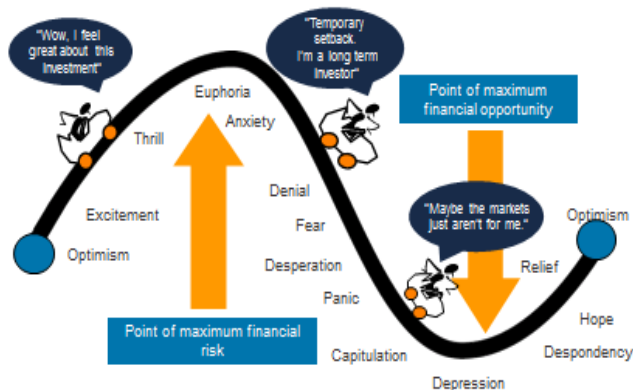 "Wow, I feel
great about this
Investment"
"Temporary
setback.
I'm a long term
Investor"
Point of maximum
financial opportunity
Euphoria
Anxiety
Thrill
Denial
Excitement
"Maybe the markets
just aren't for me."
Optimism
Fear
Optimism
Desperation
Relief
Panic
Hope
Point of maximum financial
risk
Capitulation
Despondency
Depression